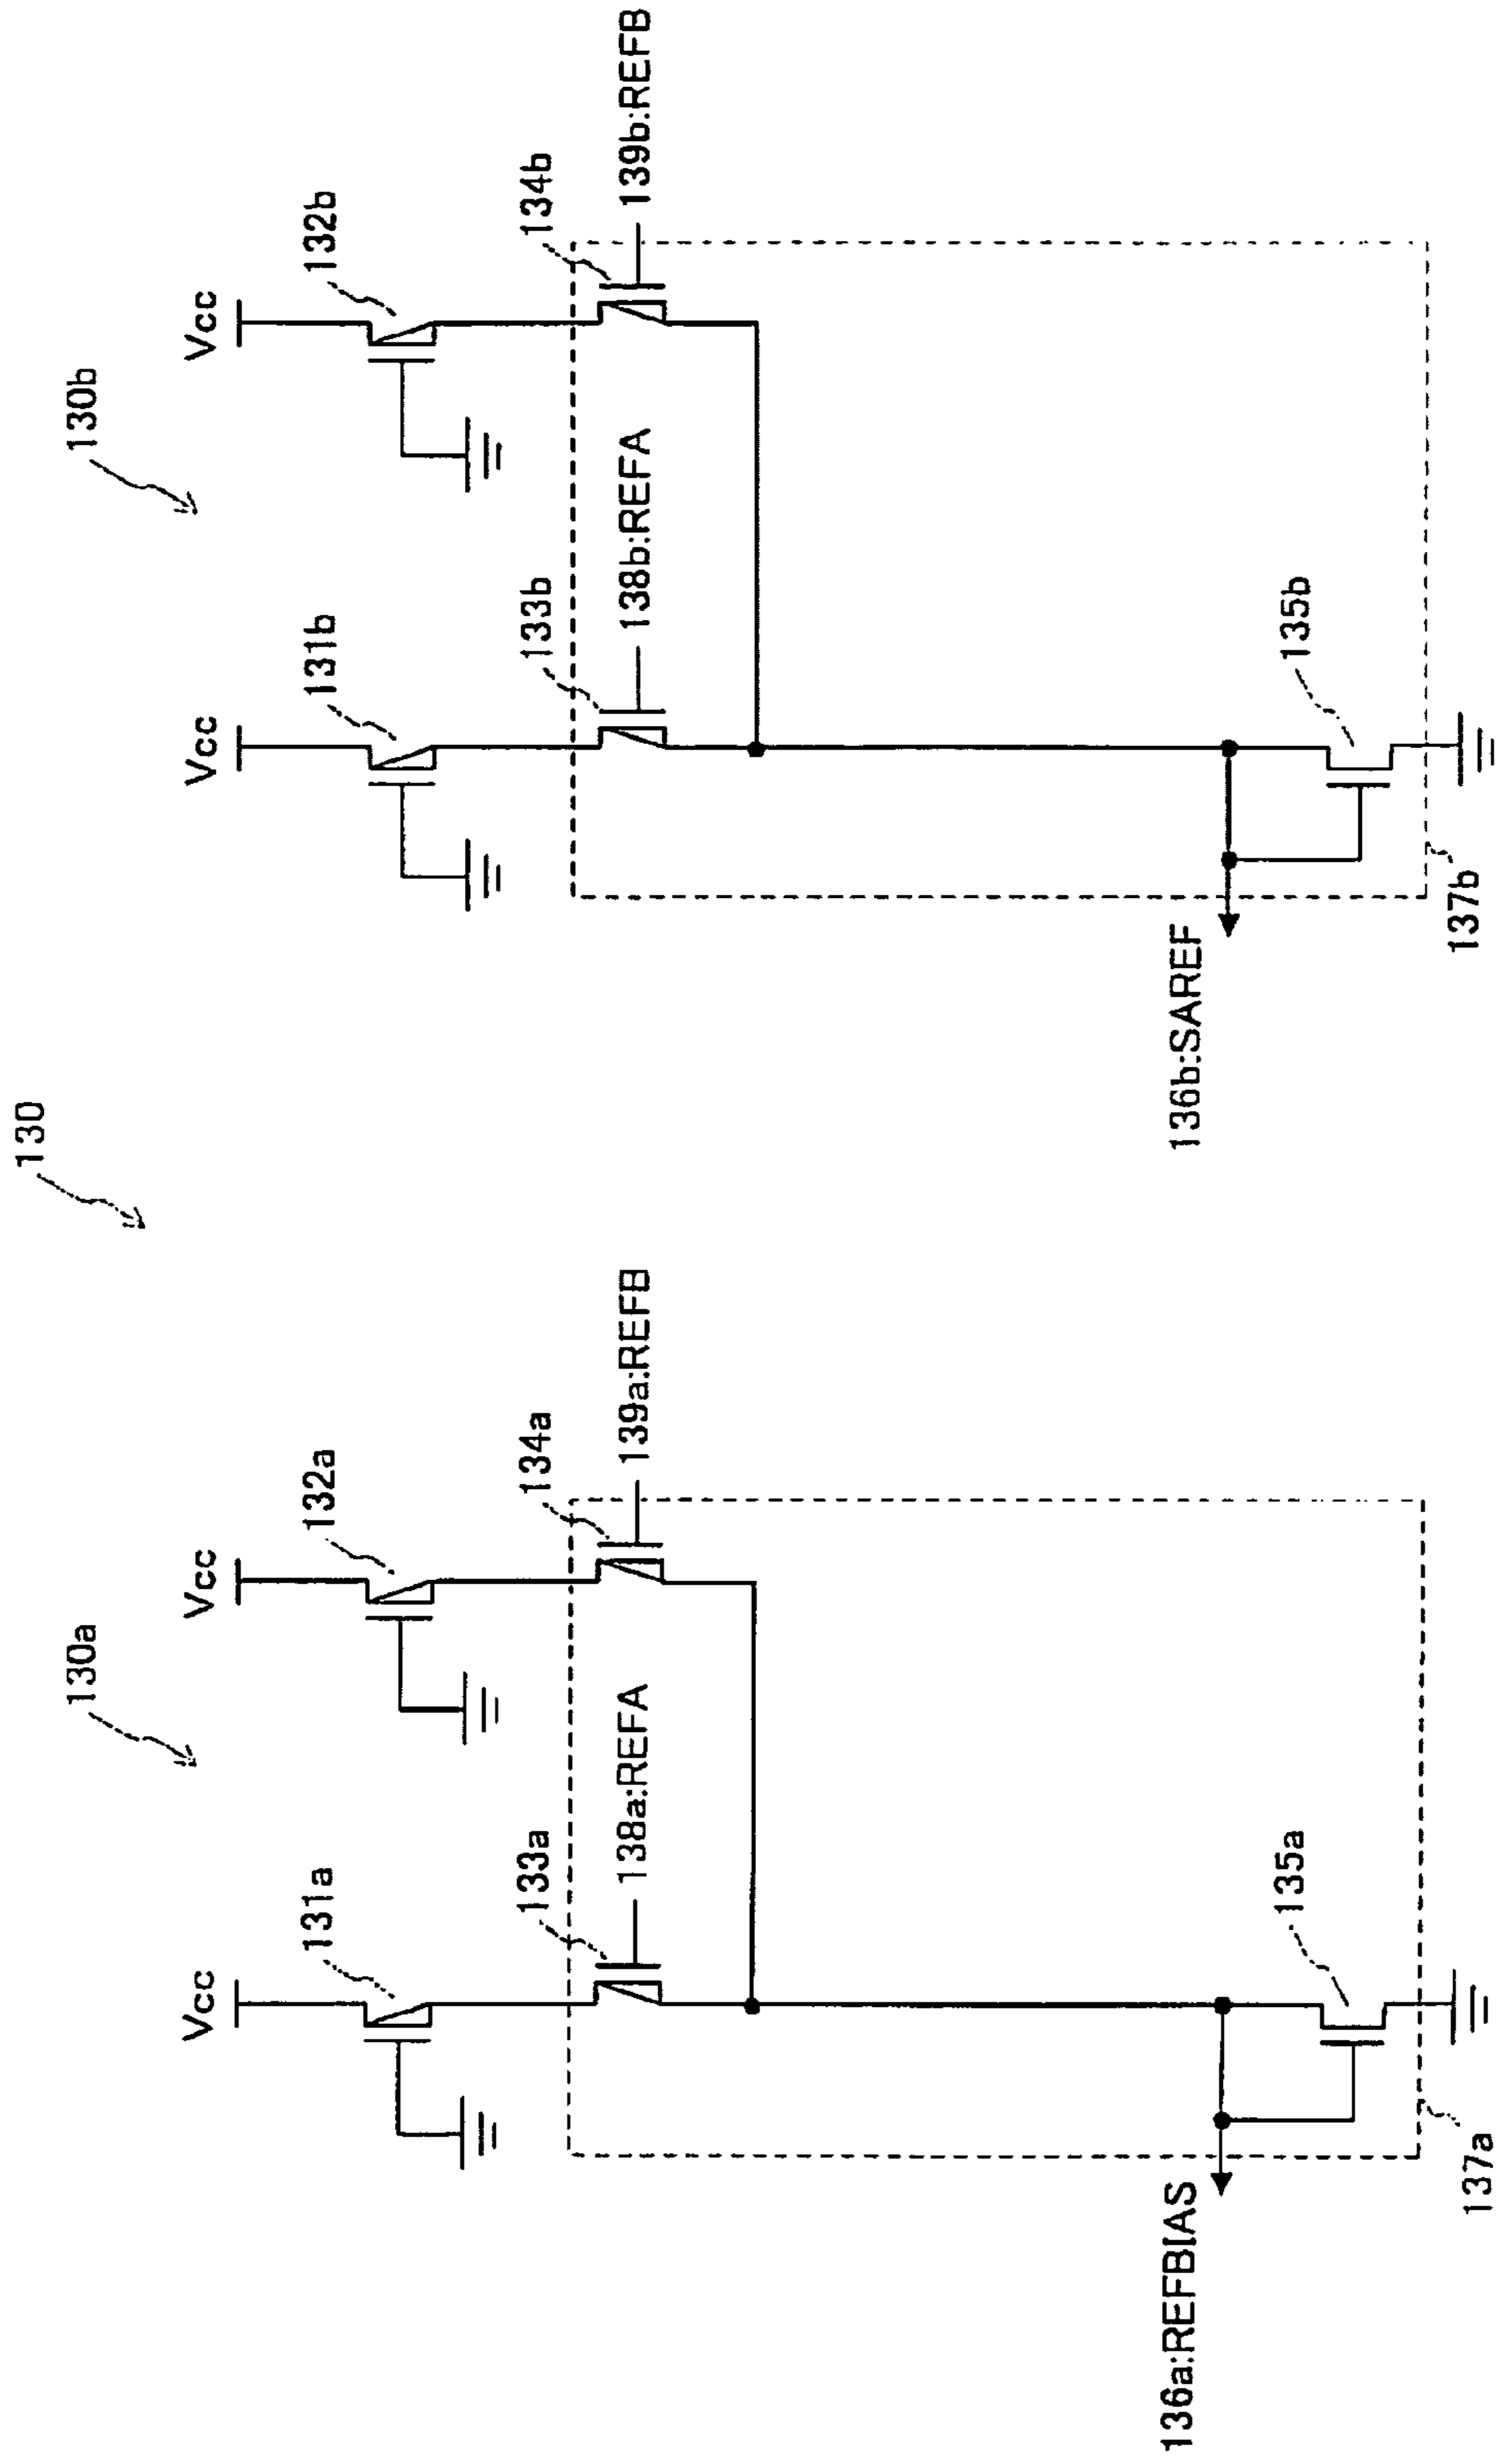 130
130a
130b
Vcc
Vcc
Vcc
Vcc
131a
132a
131b
132b
133a
134a
133b
134b
138a:REFA
139a:REFB
138b:REFA
139b:REFB
136a:REFBIAS
135a
136b:SAREF
135b
137a
137b